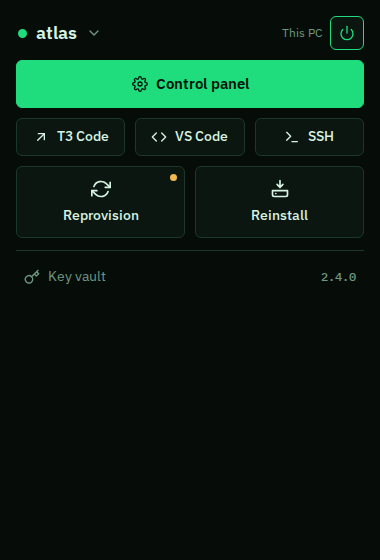 atlas
This PC
Control panel
T3 Code
VS Code
SSH
Reprovision
Reinstall
Key vault
2.4.0